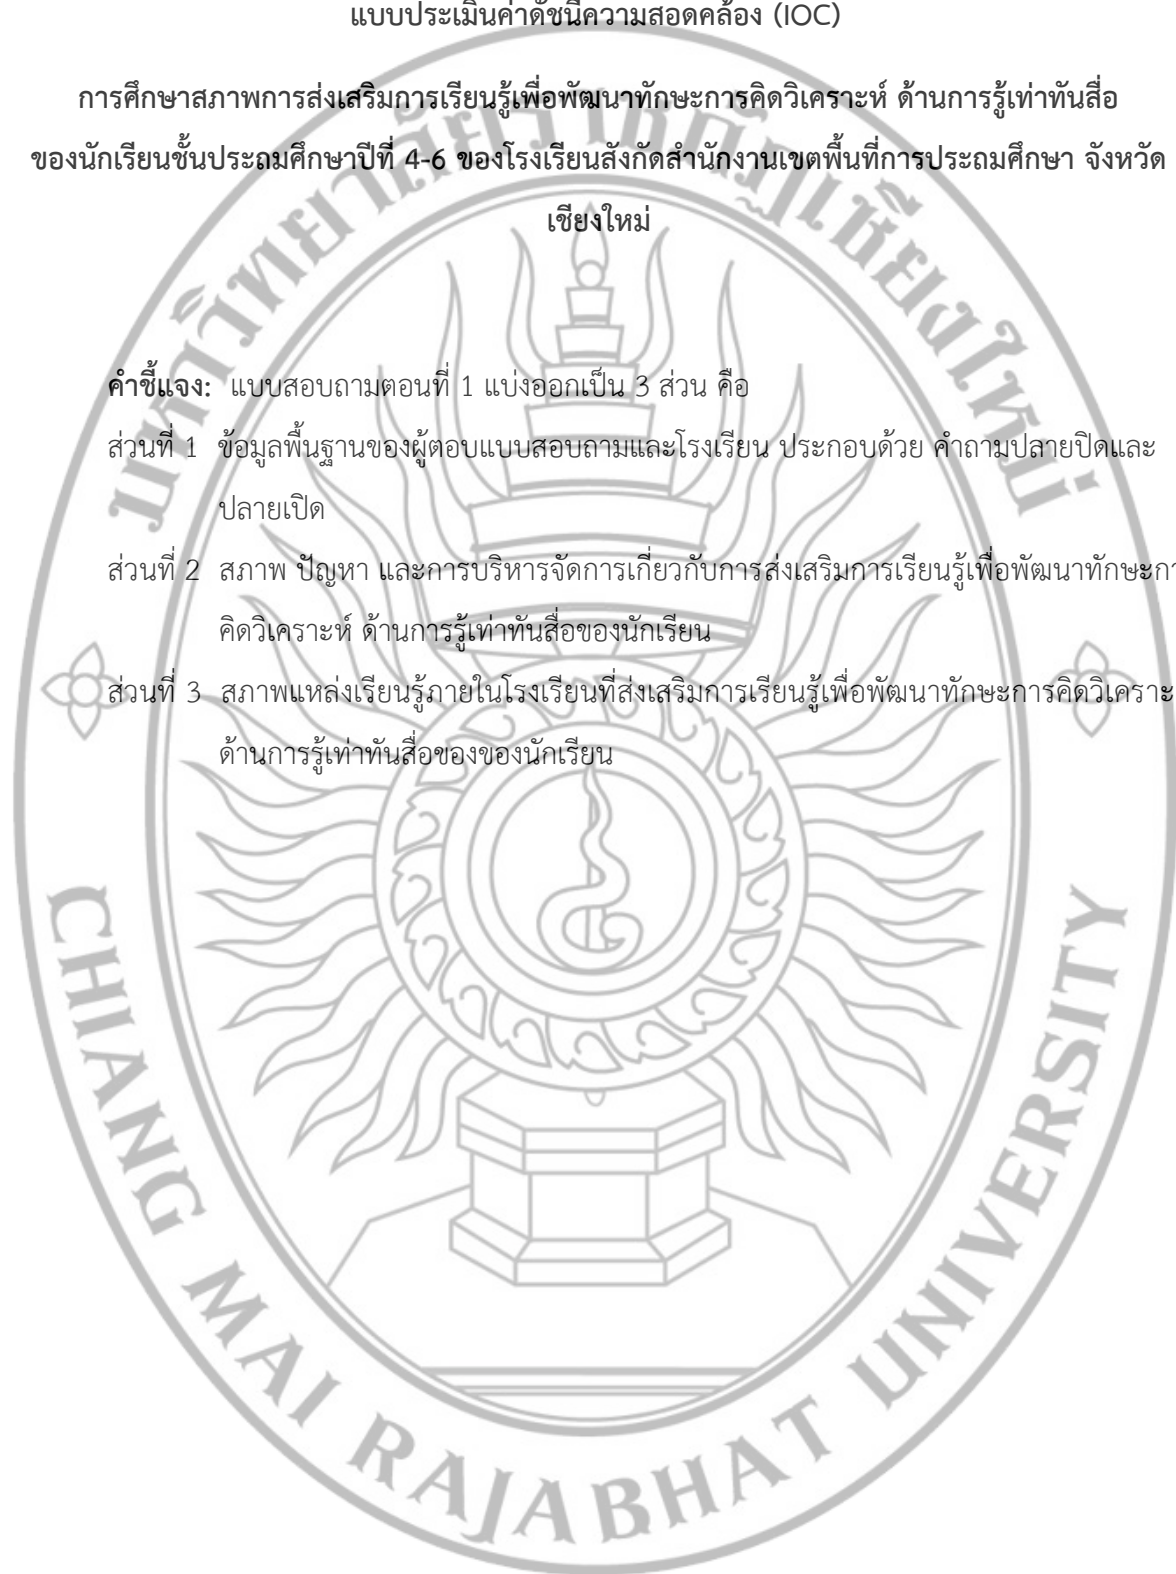 แบบประเมินค่าดัชนีความสอดคล้อง (IOC)
การศึกษาสภาพการส่งเสริมการเรียนรู้เพื่อพัฒนาทักษะการคิดวิเคราะห์ ด้านการรู้เท่าทันสื่อ
ของนักเรียนชั้นประถมศึกษาปีที่ 4-6 ของโรงเรียนสังกัดสำนักงานเขตพื้นที่การประถมศึกษา จังหวัด
เชียงใหม่
คำชี้แจง: แบบสอบถามตอนที่ 1 แบ่งออกเป็น 3 ส่วน คือ
ส่วนที่ 1 ข้อมูลพื้นฐานของผู้ตอบแบบสอบถามและโรงเรียน ประกอบด้วย คำถามปลายปิดและ
ปลายเปิด
ส่วนที่ 2 สภาพ ปัญหา และการบริหารจัดการเกี่ยวกับการส่งเสริมการเรียนรู้เพื่อพัฒนาทักษะกา
คิดวิเคราะห์ ด้านการรู้เท่าทันสื่อของนักเรียน
ส่วนที่ 3 สภาพแหล่งเรียนรู้ภายในโรงเรียนที่ส่งเสริมการเรียนรู้เพื่อพัฒนาทักษะการคิดวิเคราะ
ด้านการรู้เท่าทันสื่อของของนักเรียน
มหาวิทยาลัยราชภัฏเชียงใหม่
CHIANG MAI RAJABHAT UNIVERSITY